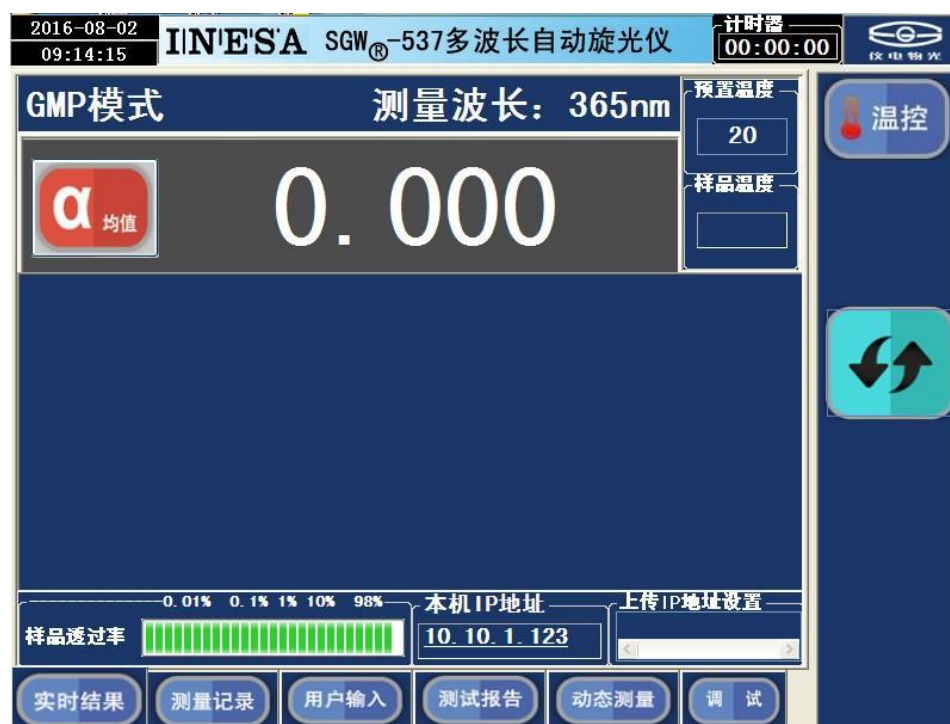 2016-08-02
09:14:15
INESA SGW®-537多波长自动旋光仪
计时器
00:00:00
仪电物光
GMP模式 测量波长: 365nm
预置温度
20
温控
α 均值
0.000
样品温度
0.01% 0.1% 1% 10% 98%
样品透过率
本机IP地址
10.10.1.123
上传IP地址设置
实时结果 测量记录 用户输入 测试报告 动态测量 调 试